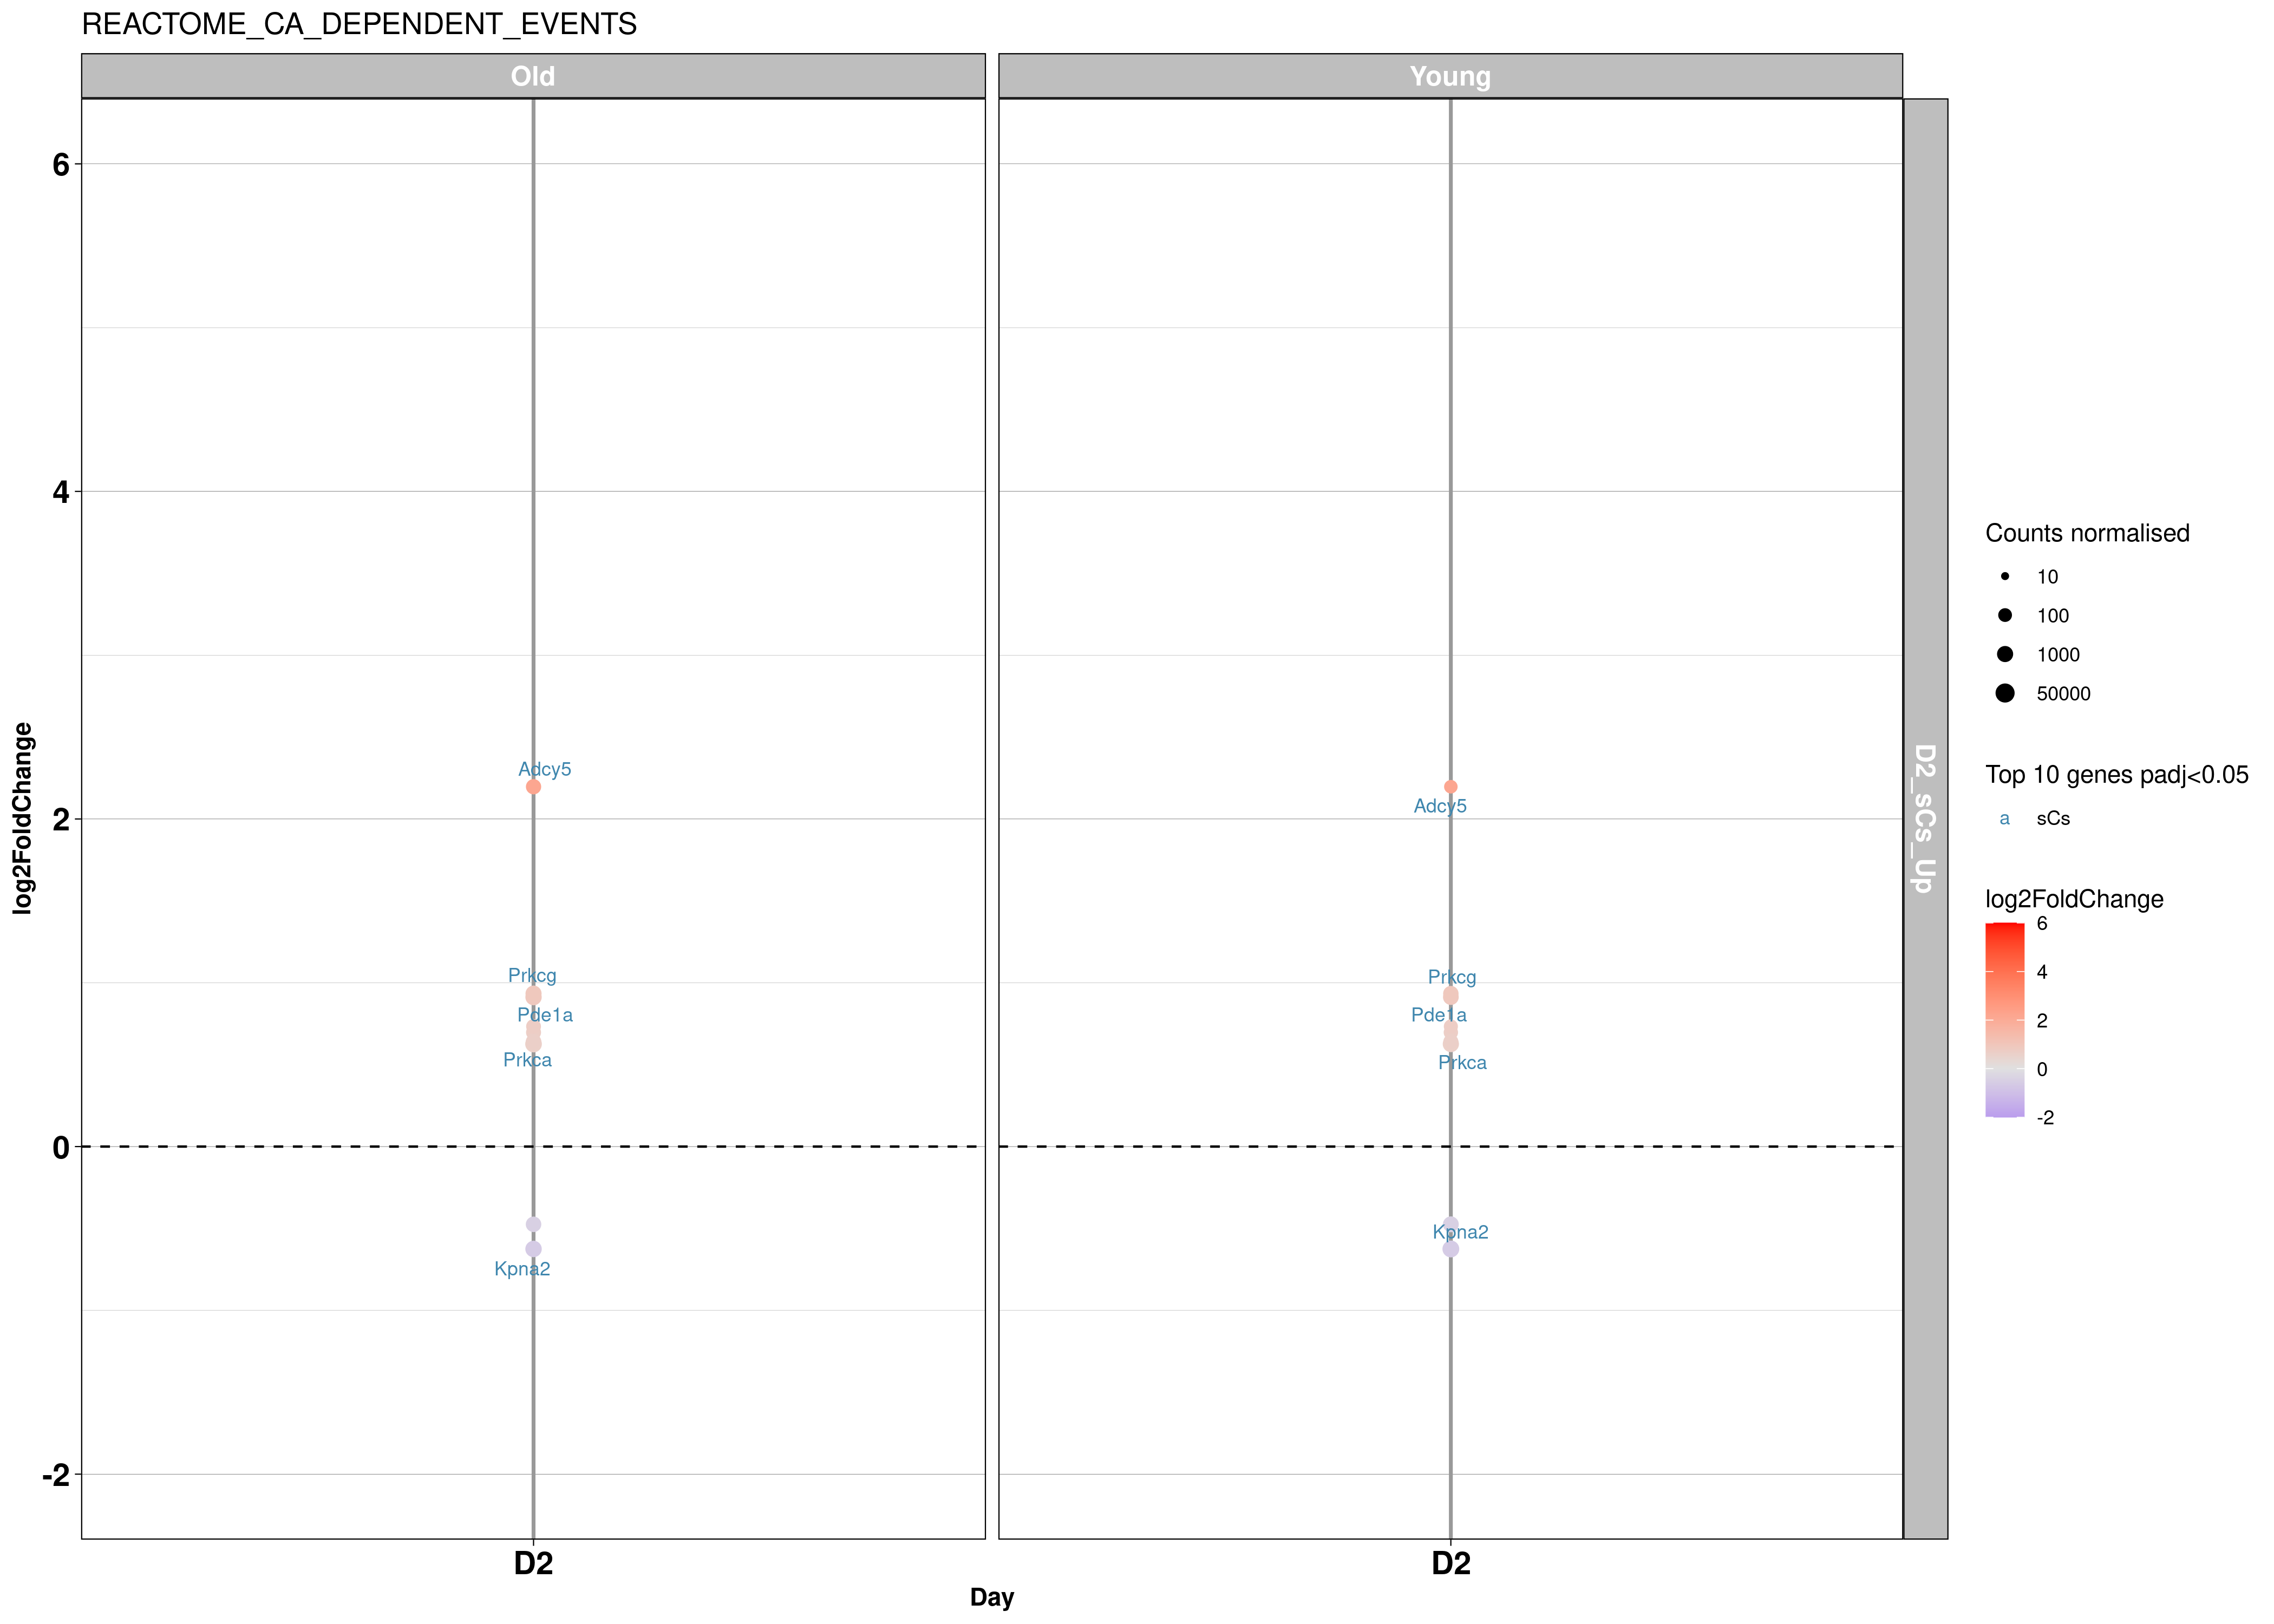 REACTOME_CA_DEPENDENT_EVENTS
Old
Young
6
4
2
0
-2
log2FoldChange
Adcy5
Prkcg
Pde1a
Prkca
Kpna2
Adcy5
Prkcg
Pde1a
Prkca
Kpna2
D2_sCs_Up
D2
D2
Day
Counts normalised
10
100
1000
50000
Top 10 genes padj<0.05
a sCs
log2FoldChange
6
4
2
0
-2